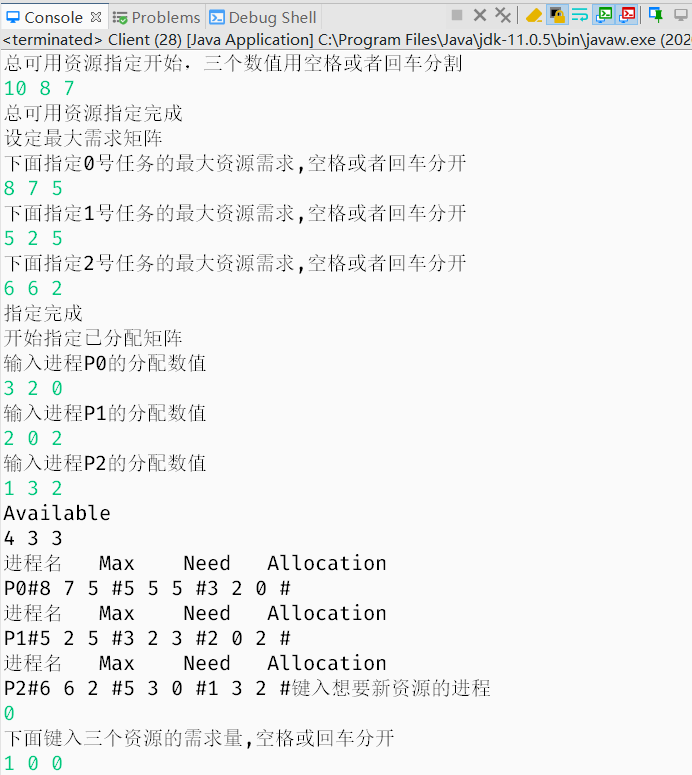 Console Problems Debug Shell
<terminated> Client (28) [Java Application] C:\Program Files\Java\jdk-11.0.5\bin\javaw.exe (202
总可用资源指定开始，三个数值用空格或者回车分割
10 8 7
总可用资源指定完成
设定最大需求矩阵
下面指定0号任务的最大资源需求,空格或者回车分开
8 7 5
下面指定1号任务的最大资源需求,空格或者回车分开
5 2 5
下面指定2号任务的最大资源需求,空格或者回车分开
6 6 2
指定完成
开始指定已分配矩阵
输入进程P0的分配数值
3 2 0
输入进程P1的分配数值
2 0 2
输入进程P2的分配数值
1 3 2
Available
4 3 3
进程名 Max Need Allocation
P0#8 7 5 #5 5 5 #3 2 0 #
进程名 Max Need Allocation
P1#5 2 5 #3 2 3 #2 0 2 #
进程名 Max Need Allocation
P2#6 6 2 #5 3 0 #1 3 2 #键入想要新资源的进程
0
下面键入三个资源的需求量,空格或回车分开
1 0 0